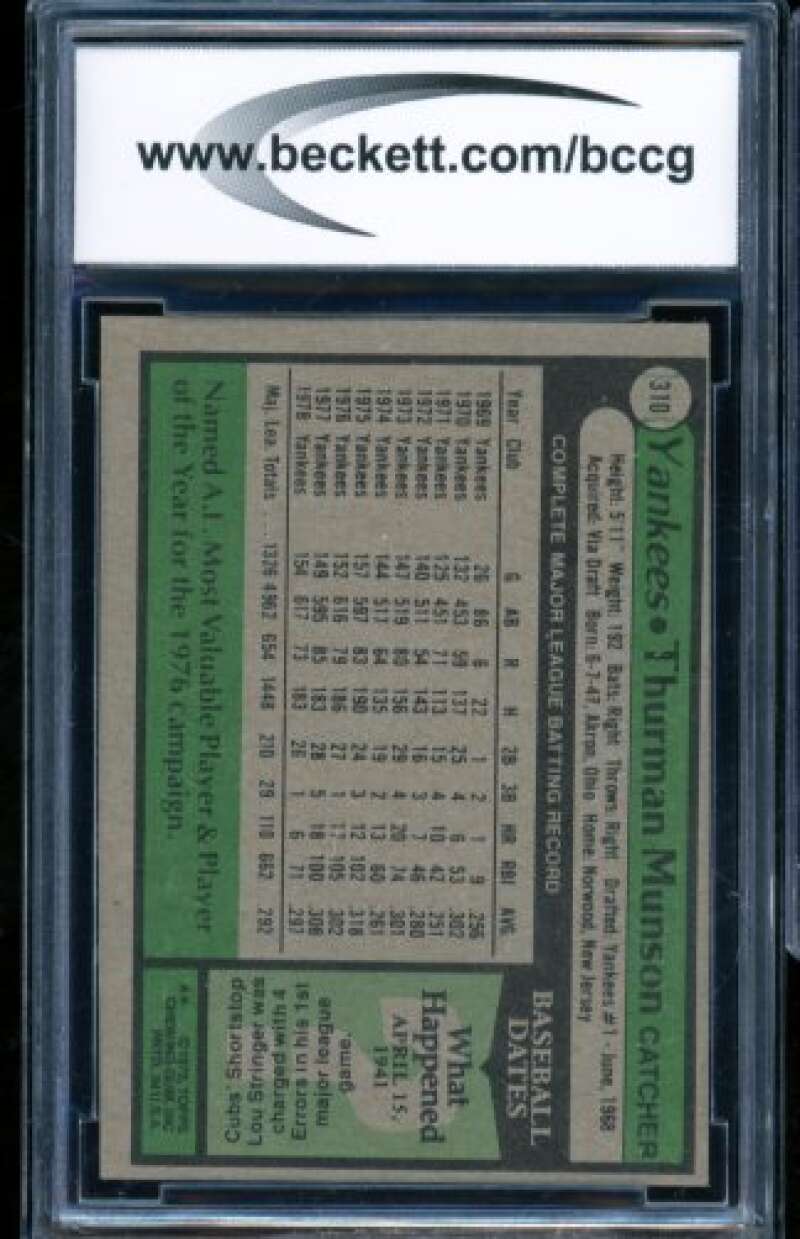 www.beckett.com/bccg
310
Yankees • Thurman Munson CATCHER
Height: 5'11" Weight: 192 Bats: Right Throws: Right Drafted Yankees #1 - June, 1968
Acquired: Via Draft Born: 6-7-47, Akron, Ohio Home: Norwood, New Jersey
COMPLETE MAJOR LEAGUE BATTING RECORD
Year Club G AB R H 2B 3B HR RBI AVG.
1969 Yankees 26 86 6 22 1 2 1 9 .256
1970 Yankees 132 453 59 137 25 4 6 53 .302
1971 Yankees 125 451 71 113 15 4 10 42 .251
1972 Yankees 140 511 54 143 16 3 7 46 .280
1973 Yankees 147 519 80 156 29 4 20 74 .301
1974 Yankees 144 517 64 135 19 2 13 60 .261
1975 Yankees 157 597 83 190 24 3 12 102 .318
1976 Yankees 152 616 79 186 27 1 17 105 .302
1977 Yankees 149 595 85 183 28 5 18 100 .308
1978 Yankees 154 617 73 183 26 1 6 71 .297
Maj. Lea. Totals . . . 1376 4962 654 1448 210 29 110 662 .292
Named A.L. Most Valuable Player & Player
of the Year for the 1976 campaign.
BASEBALL
DATES
What
Happened
APRIL 15,
1941
Cubs' Shortstop
Lou Stringer was
charged with 4
Errors in his 1st
major league
game.
**
©1979 TOPPS
CHEWING GUM, INC.
PRTD. IN U.S.A.